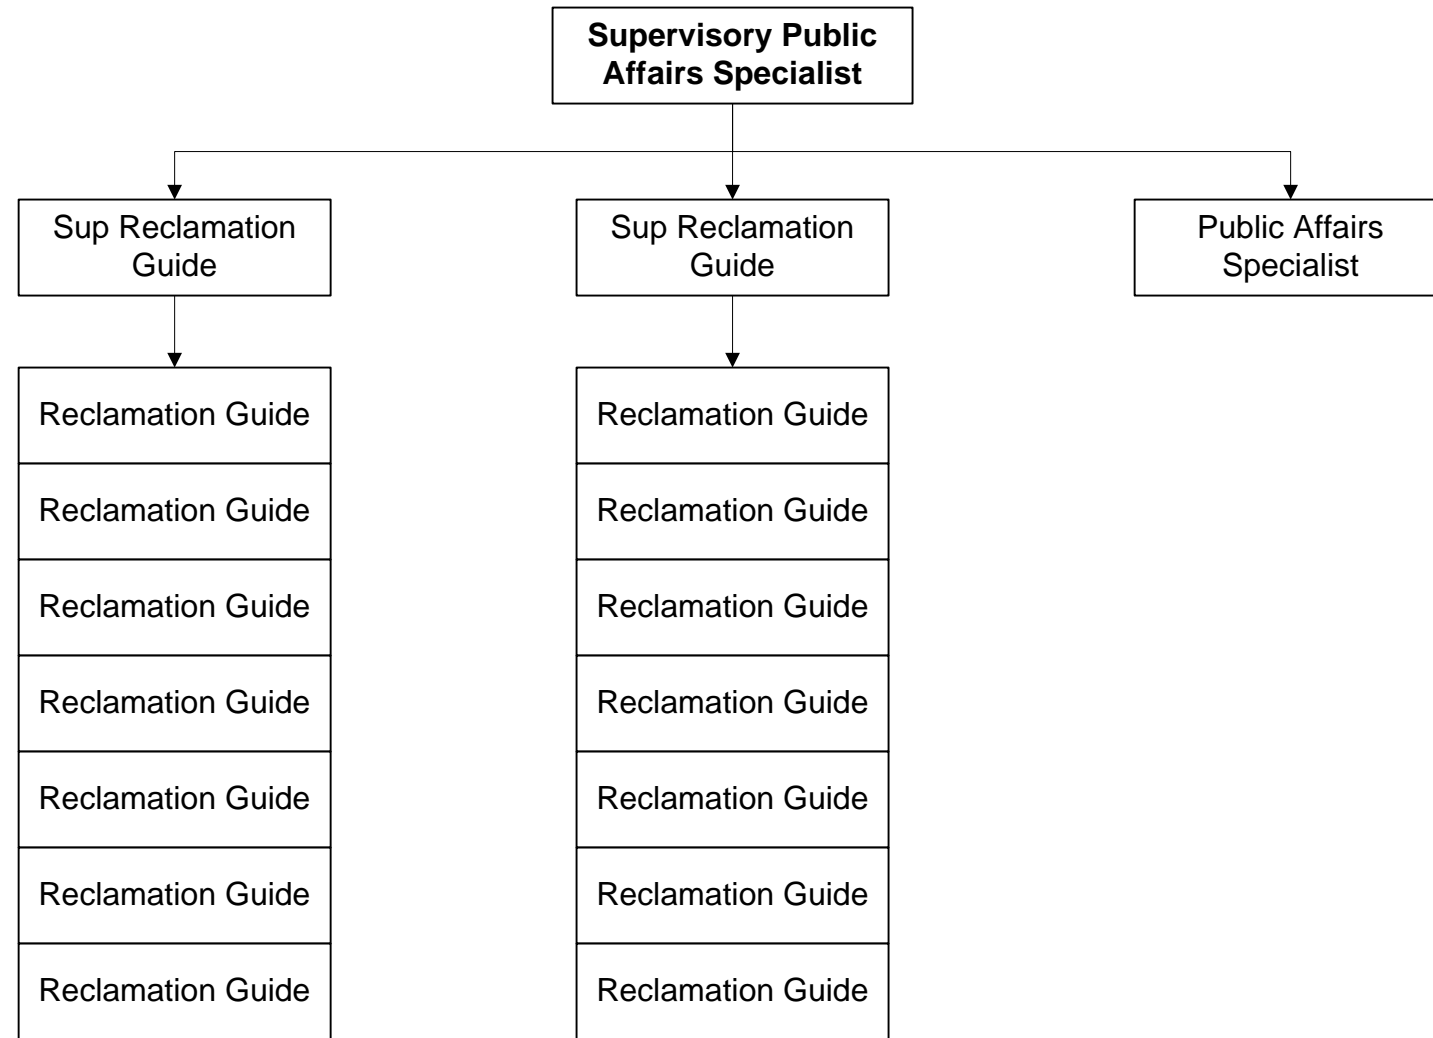 Supervisory Public
Affairs Specialist
Sup Reclamation
Guide
Sup Reclamation
Guide
Public Affairs
Specialist
Reclamation Guide
Reclamation Guide
Reclamation Guide
Reclamation Guide
Reclamation Guide
Reclamation Guide
Reclamation Guide
Reclamation Guide
Reclamation Guide
Reclamation Guide
Reclamation Guide
Reclamation Guide
Reclamation Guide
Reclamation Guide